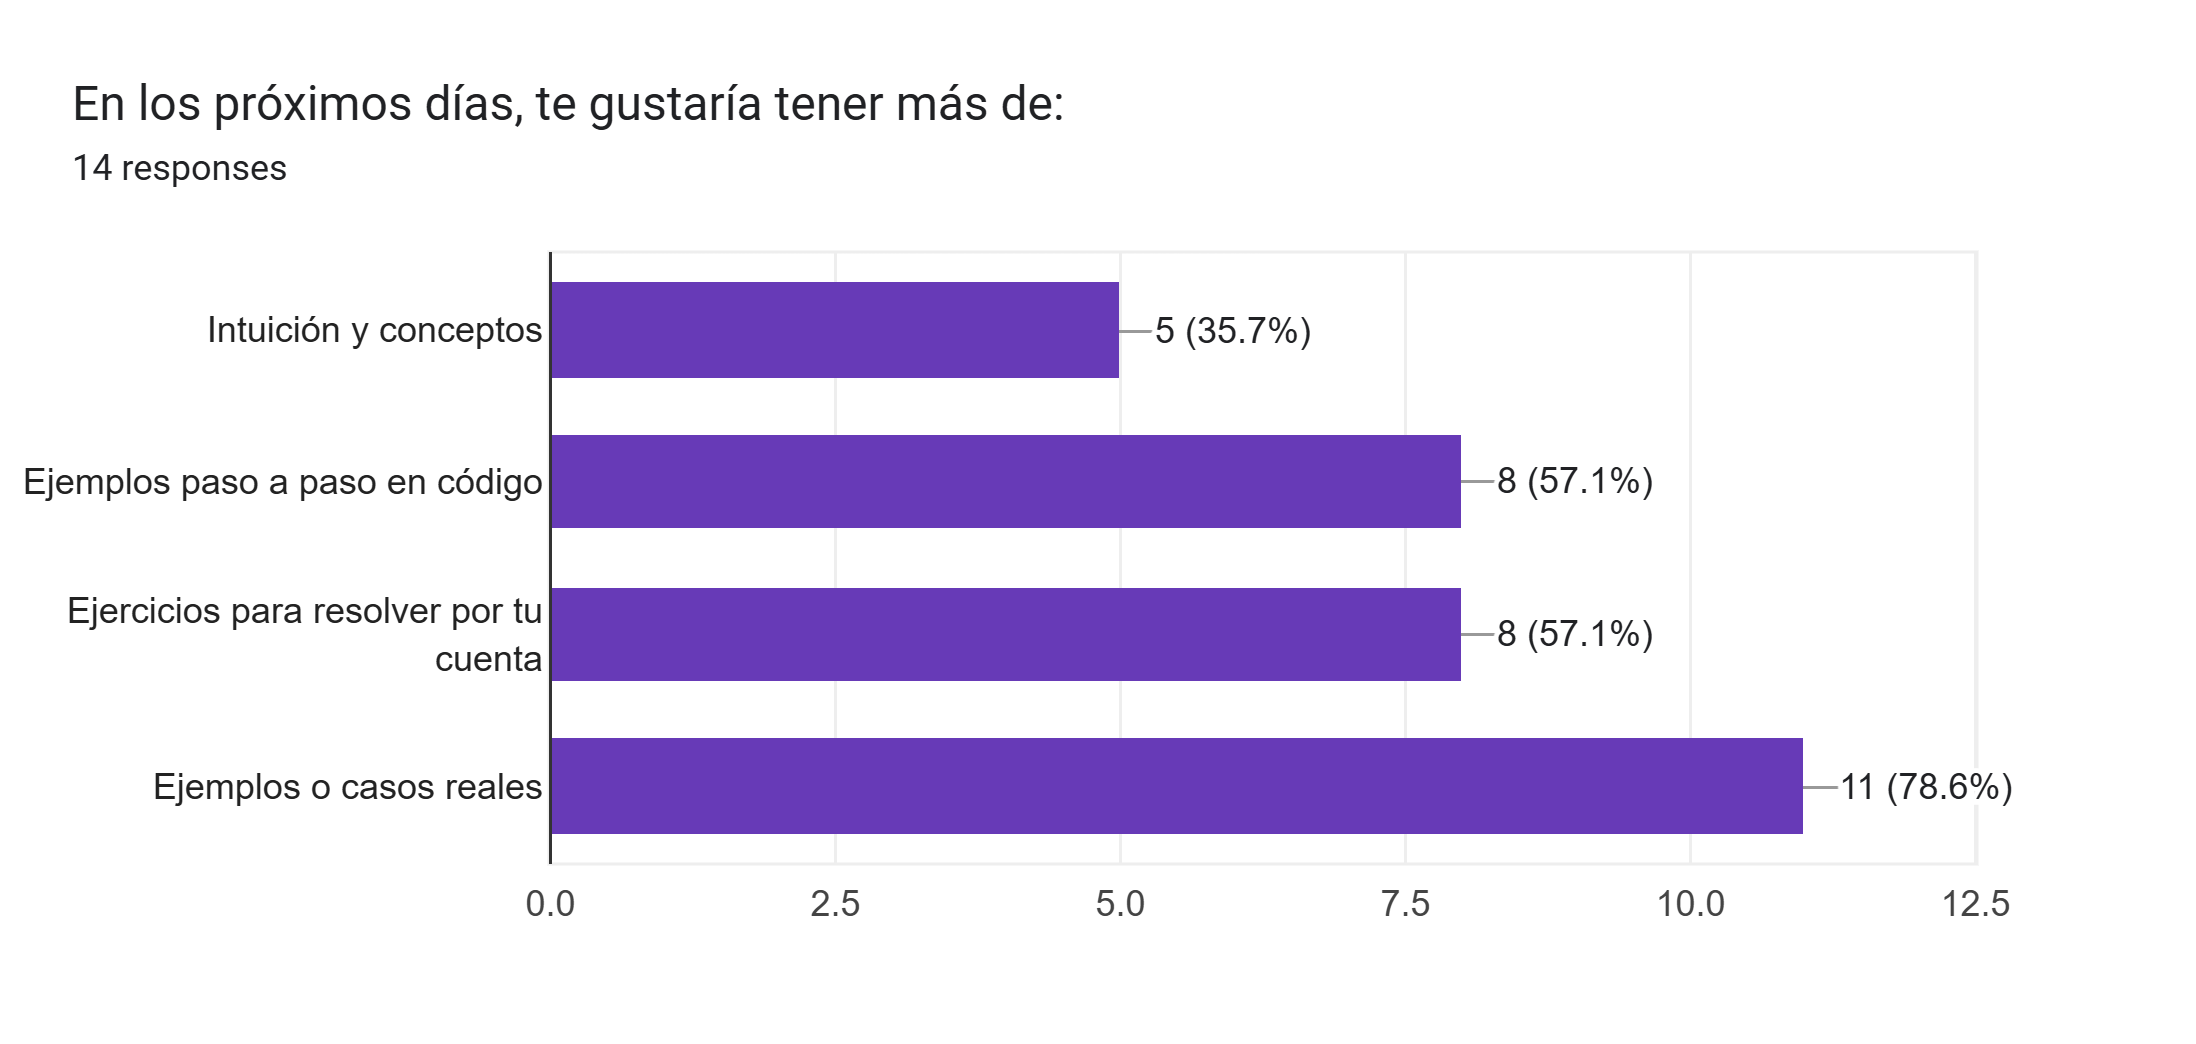 En los próximos días, te gustaría tener más de:
14 responses
Intuición y conceptos
5 (35.7%)
Ejemplos paso a paso en código
8 (57.1%)
Ejercicios para resolver por tu
cuenta
8 (57.1%)
Ejemplos o casos reales
11 (78.6%)
0.0 2.5 5.0 7.5 10.0 12.5